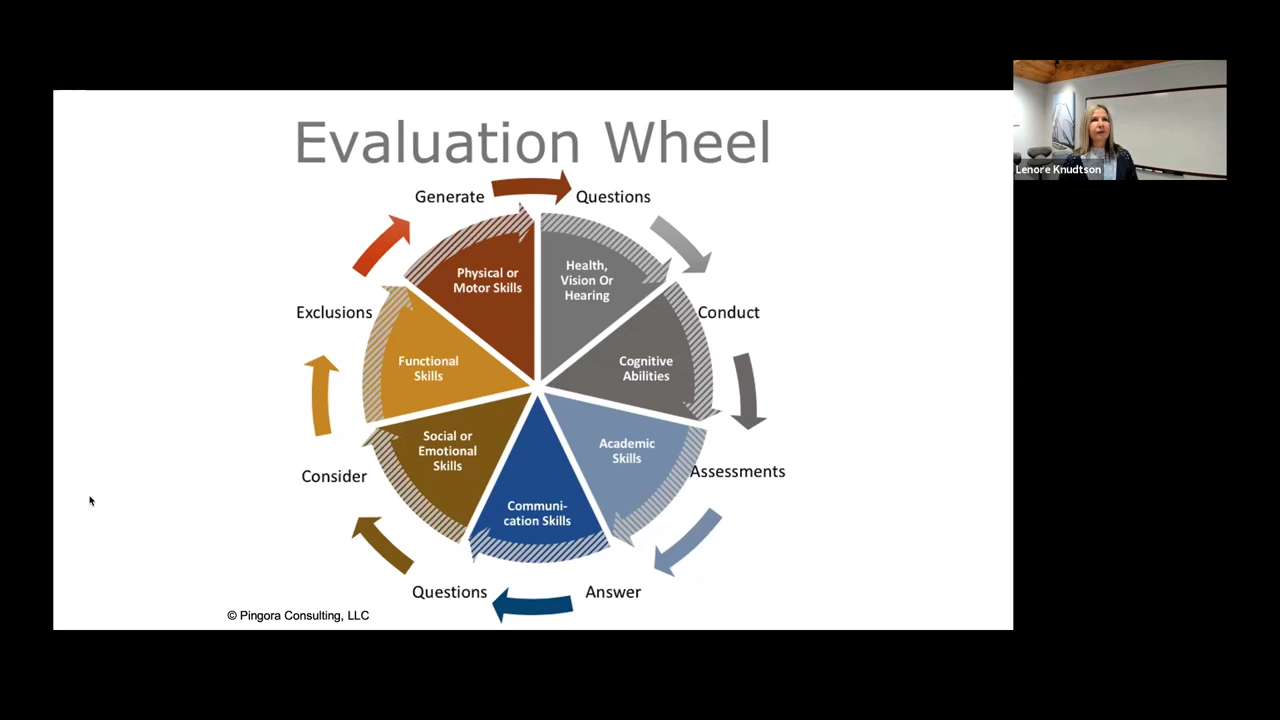 Evaluation Wheel
Generate
Questions
Physical or
Motor Skills
Health,
Vision Or
Hearing
Exclusions
Conduct
Functional
Skills
Cognitive
Abilities
Social or
Emotional
Skills
Academic
Skills
Consider
Assessments
Communi-
cation Skills
Questions
Answer
© Pingora Consulting, LLC
Lenore Knudtson